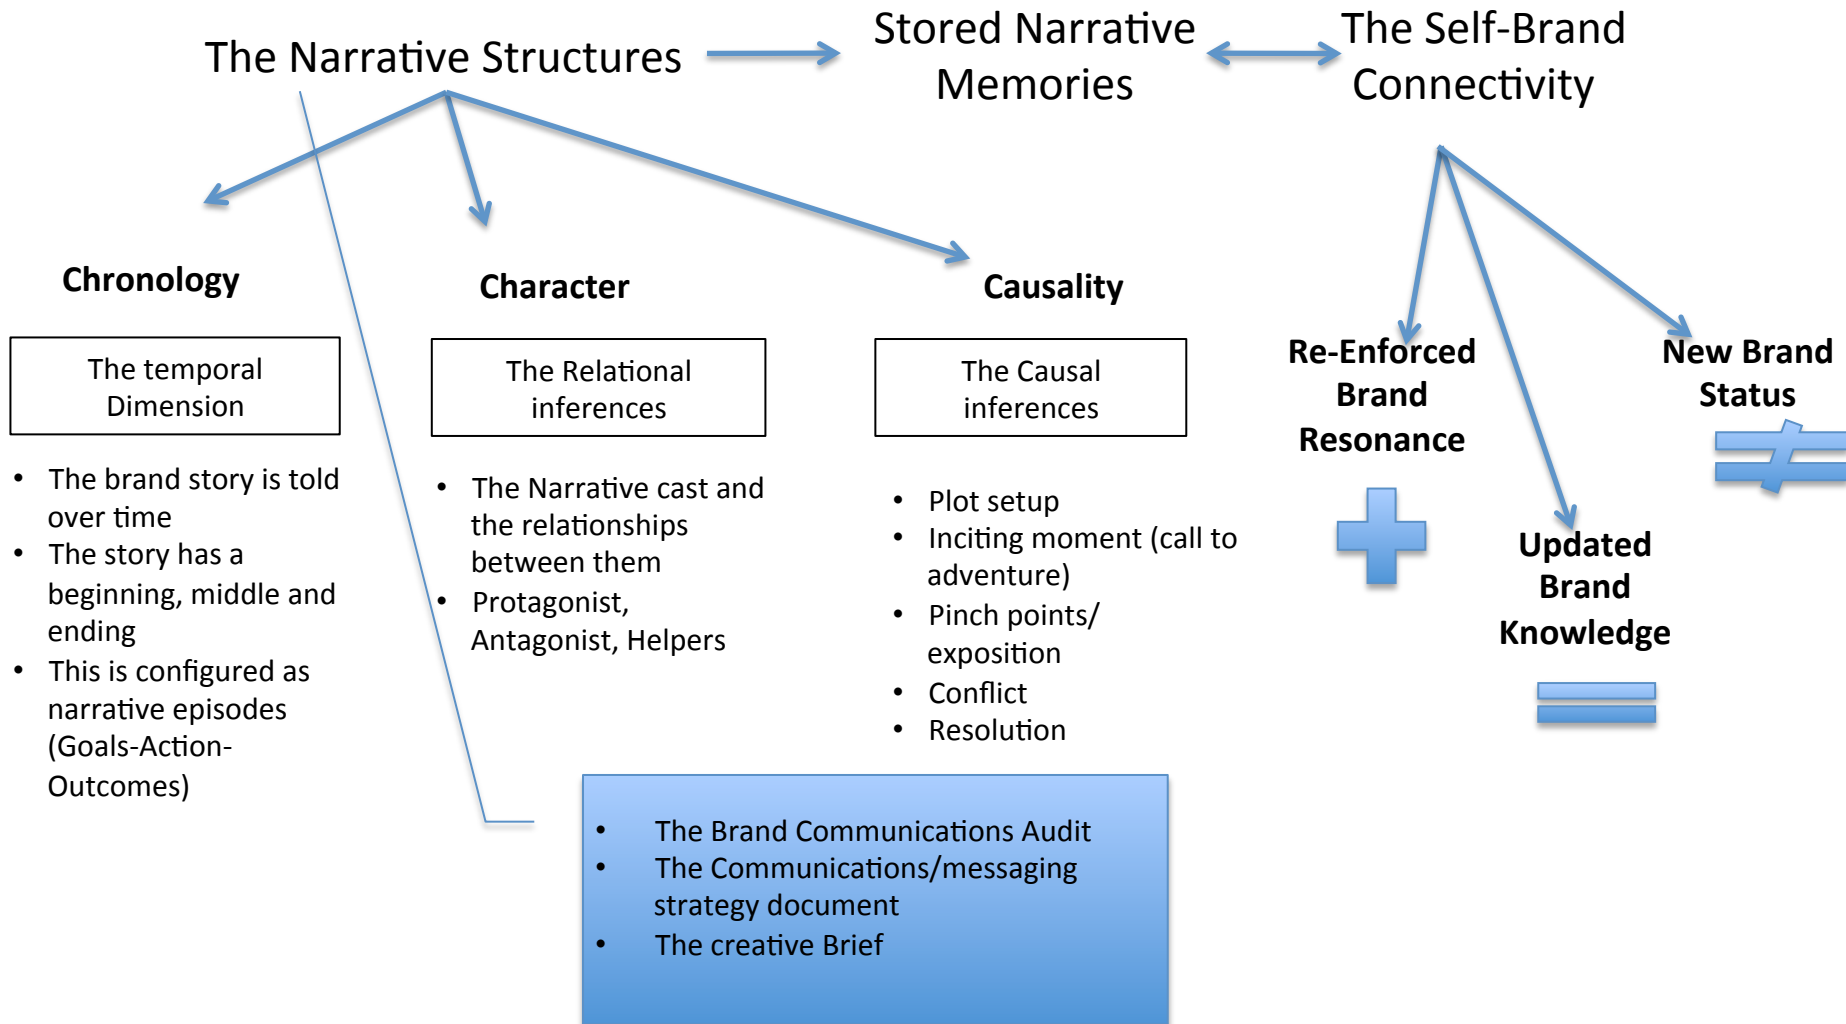 The Narrative Structures
Stored Narrative
Memories
The Self-Brand
Connectivity
Chronology
The temporal
Dimension
• The brand story is told
over time
• The story has a
beginning, middle and
ending
• This is configured as
narrative episodes
(Goals-Action-
Outcomes)
Character
The Relational
inferences
• The Narrative cast and
the relationships
between them
• Protagonist,
Antagonist, Helpers
Causality
The Causal
inferences
• Plot setup
• Inciting moment (call to
adventure)
• Pinch points/
exposition
• Conflict
• Resolution
Re-Enforced
Brand
Resonance
Updated
Brand
Knowledge
New Brand
Status
• The Brand Communications Audit
• The Communications/messaging
strategy document
• The creative Brief